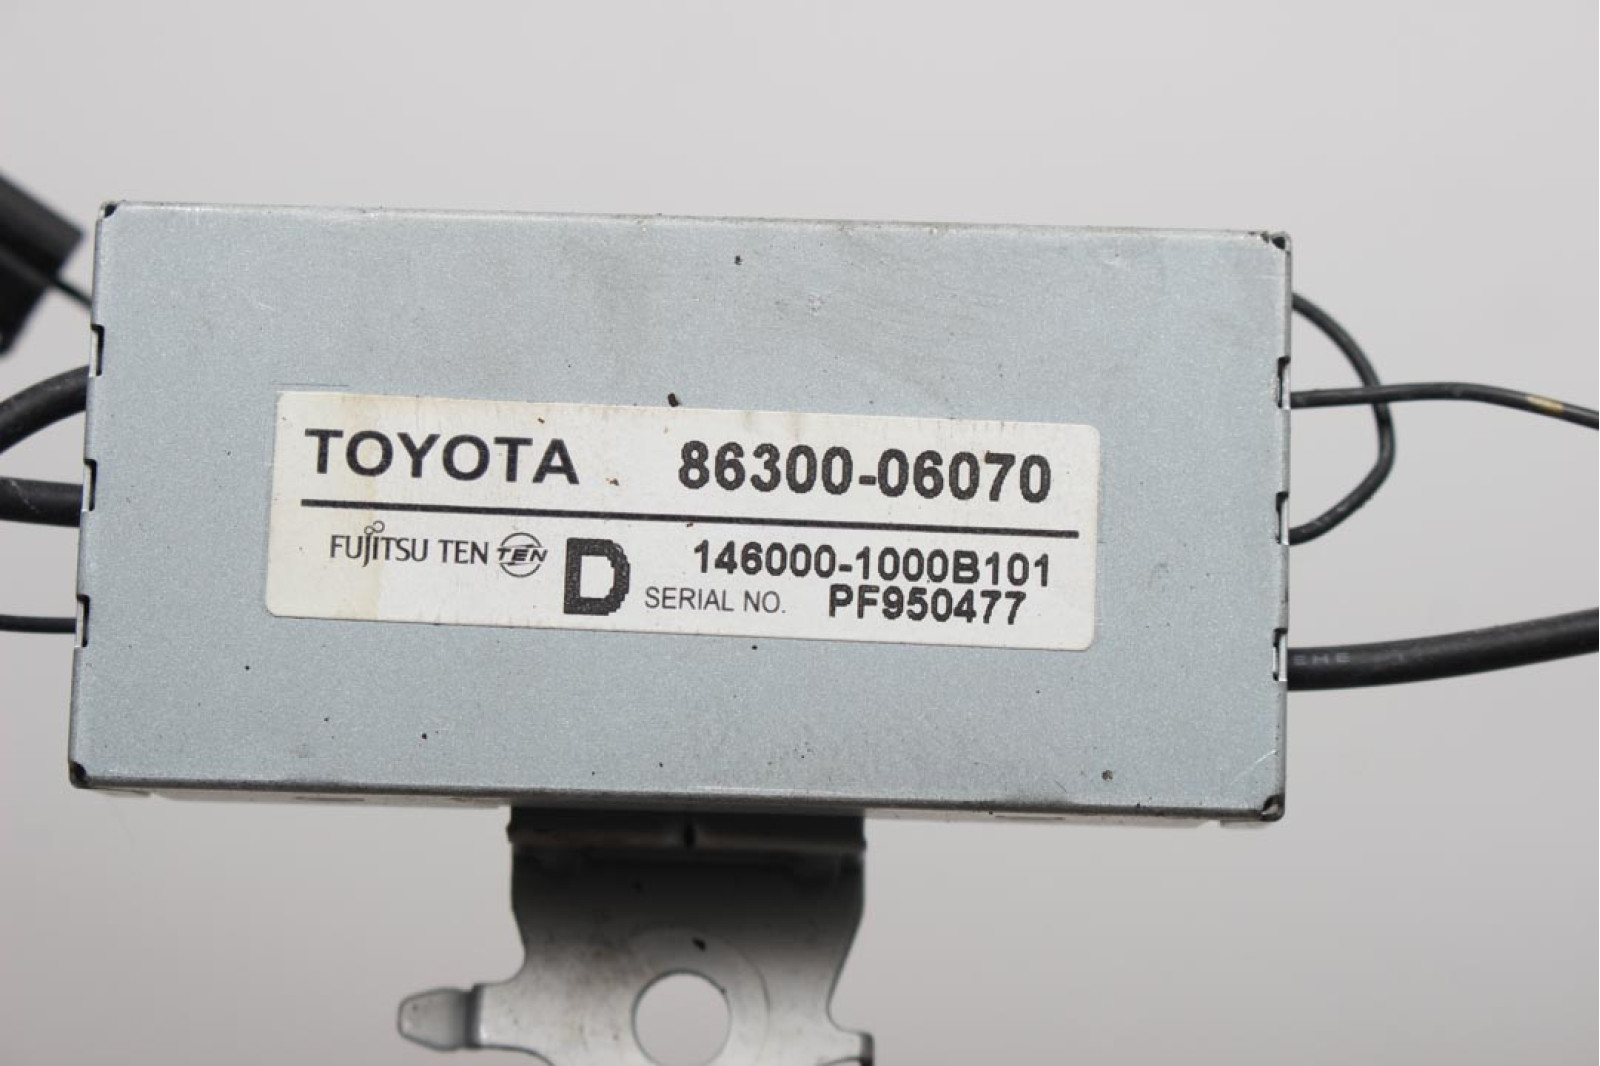 TOYOTA 86300-06070
FUJITSU TEN TEN D 146000-1000B101
SERIAL NO. PF950477